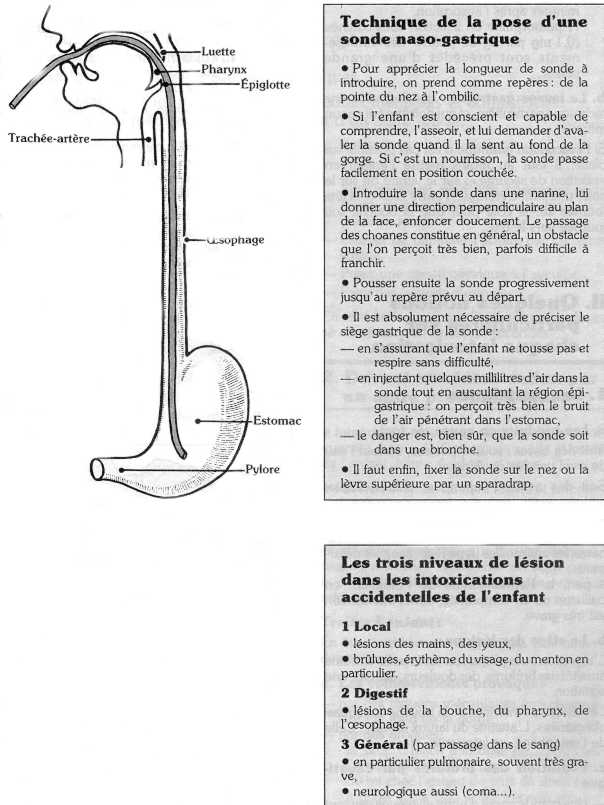 Luette
Pharynx
Épiglotte
Trachée-artère
Œsophage
Estomac
Pylore
Technique de la pose d'une
sonde naso-gastrique
• Pour apprécier la longueur de sonde à
introduire, on prend comme repères : de la
pointe du nez à l'ombilic.
• Si l'enfant est conscient et capable de
comprendre, l'asseoir, et lui demander d'ava-
ler la sonde quand il la sent au fond de la
gorge. Si c'est un nourrisson, la sonde passe
facilement en position couchée.
• Introduire la sonde dans une narine, lui
donner une direction perpendiculaire au plan
de la face, enfoncer doucement. Le passage
des choanes constitue en général, un obstacle
que l'on perçoit très bien, parfois difficile à
franchir.
• Pousser ensuite la sonde progressivement
jusqu'au repère prévu au départ.
• Il est absolument nécessaire de préciser le
siège gastrique de la sonde :
— en s'assurant que l'enfant ne tousse pas et
respire sans difficulté,
— en injectant quelques millilitres d'air dans la
sonde tout en auscultant la région épi-
gastrique : on perçoit très bien le bruit
de l'air pénétrant dans l'estomac,
— le danger est, bien sûr, que la sonde soit
dans une bronche.
• Il faut enfin, fixer la sonde sur le nez ou la
lèvre supérieure par un sparadrap.
Les trois niveaux de lésion
dans les intoxications
accidentelles de l'enfant
1 Local
• lésions des mains, des yeux,
• brûlures, érythème du visage, du menton en
particulier.
2 Digestif
• lésions de la bouche, du pharynx, de
l'œsophage.
3 Général (par passage dans le sang)
• en particulier pulmonaire, souvent très gra-
ve,
• neurologique aussi (coma...).